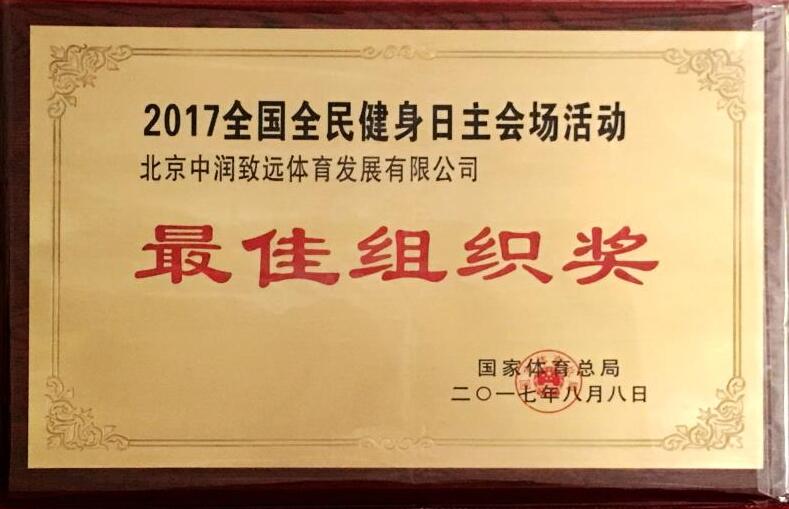 2017全国全民健身日主会场活动
北京中润致远体育发展有限公司
最佳组织奖
国家体育总局
二〇一七年八月八日